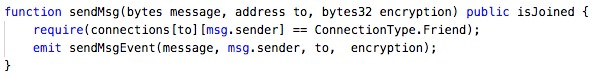 function sendMsg(bytes message, address to, bytes32 encryption) public isJoined {
require(connections[to][msg.sender] == ConnectionType.Friend);
emit sendMsgEvent(message, msg.sender, to, encryption);
}